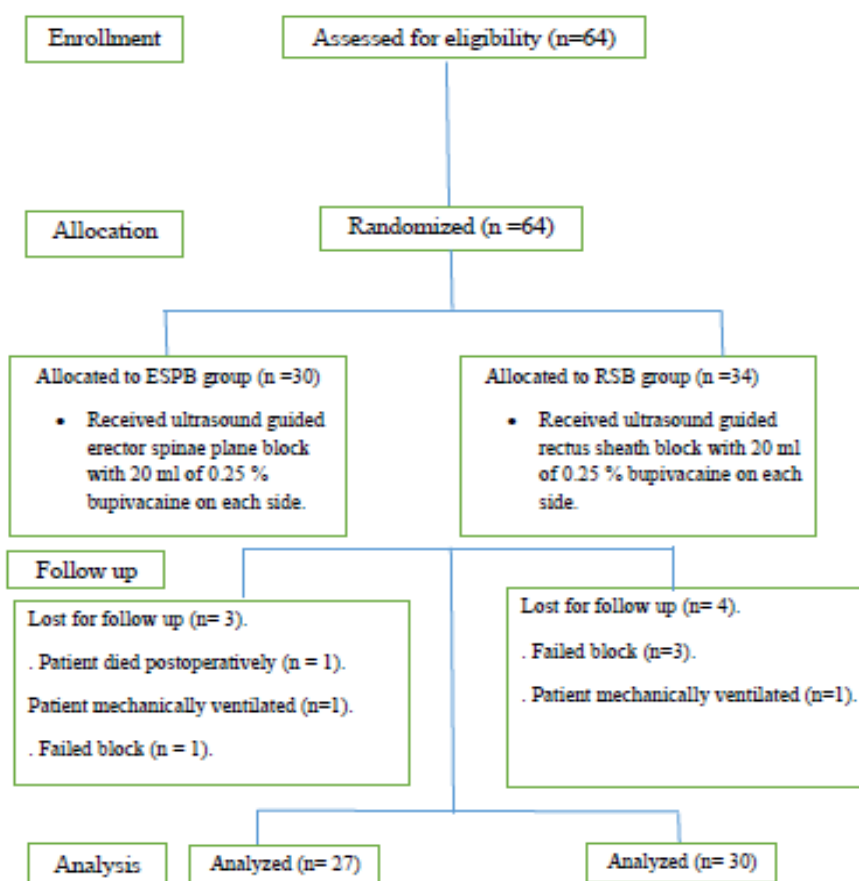 Enrollment
Assessed for eligibility (n=64)
Allocation
Randomized (n =64)
Allocated to ESPB group (n =30)
• Received ultrasound guided
erector spinae plane block
with 20 ml of 0.25 %
bupivacaine on each side.
Allocated to RSB group (n =34)
• Received ultrasound guided
rectus sheath block with 20 ml
of 0.25 % bupivacaine on each
side.
Follow up
Lost for follow up (n= 3).
. Patient died postoperatively (n = 1).
Patient mechanically ventilated (n=1).
. Failed block (n = 1).
Lost for follow up (n= 4).
. Failed block (n=3).
. Patient mechanically ventilated (n=1).
Analysis
Analyzed (n= 27)
Analyzed (n= 30)